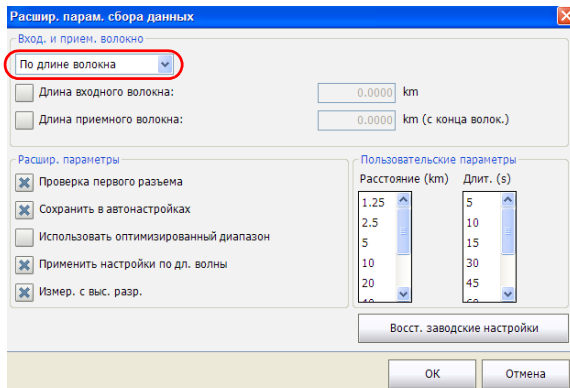 Расшир. парам. сбора данных
Вход. и прием. волокно
По длине волокна
Длина входного волокна: 0.0000 km
Длина приемного волокна: 0.0000 km (с конца волок.)
Расшир. параметры
Проверка первого разъема
Сохранить в автонастройках
Использовать оптимизированный диапазон
Применить настройки по дл. волны
Измер. с выс. разр.
Пользовательские параметры
Расстояние (km) Длит. (s)
1.25 5
2.5 10
5 15
10 30
20 45
Восст. заводские настройки
ОК Отмена